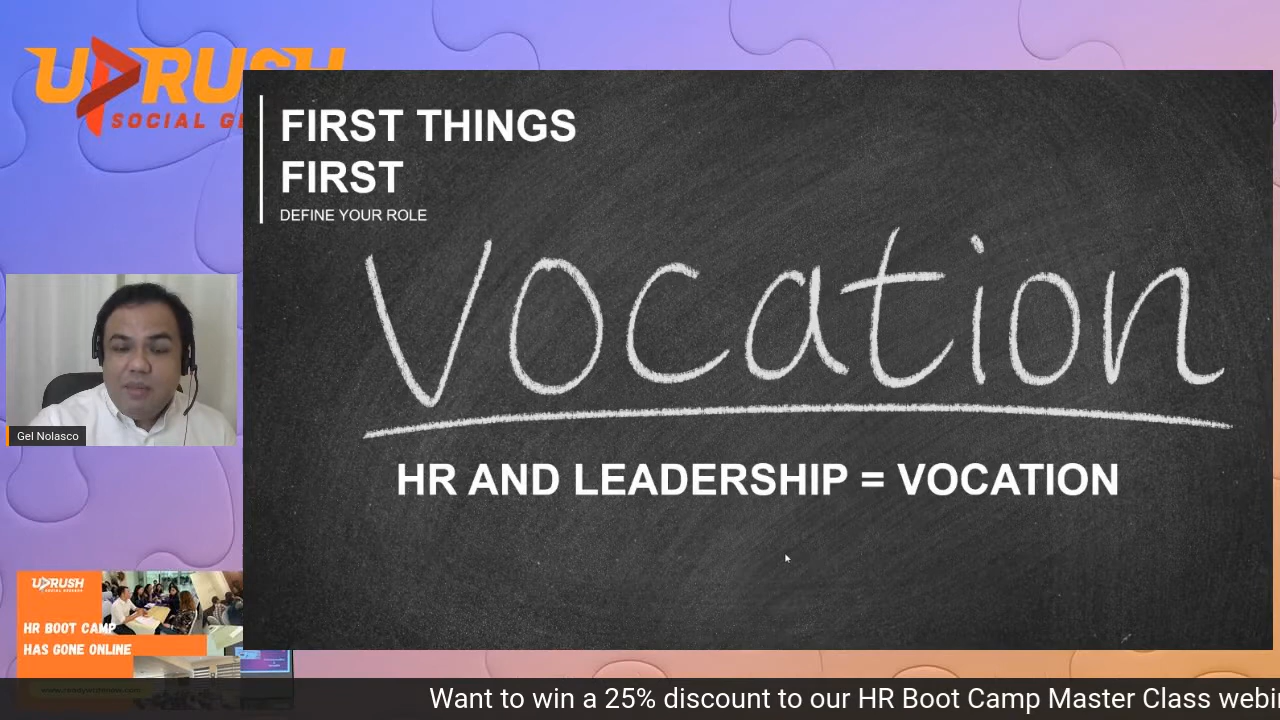 UPRUSH
SOCIAL GE
FIRST THINGS
FIRST
DEFINE YOUR ROLE
Vocation
HR AND LEADERSHIP = VOCATION
Gel Nolasco
UPRUSH
HR BOOT CAMP
HAS GONE ONLINE
Want to win a 25% discount to our HR Boot Camp Master Class webi